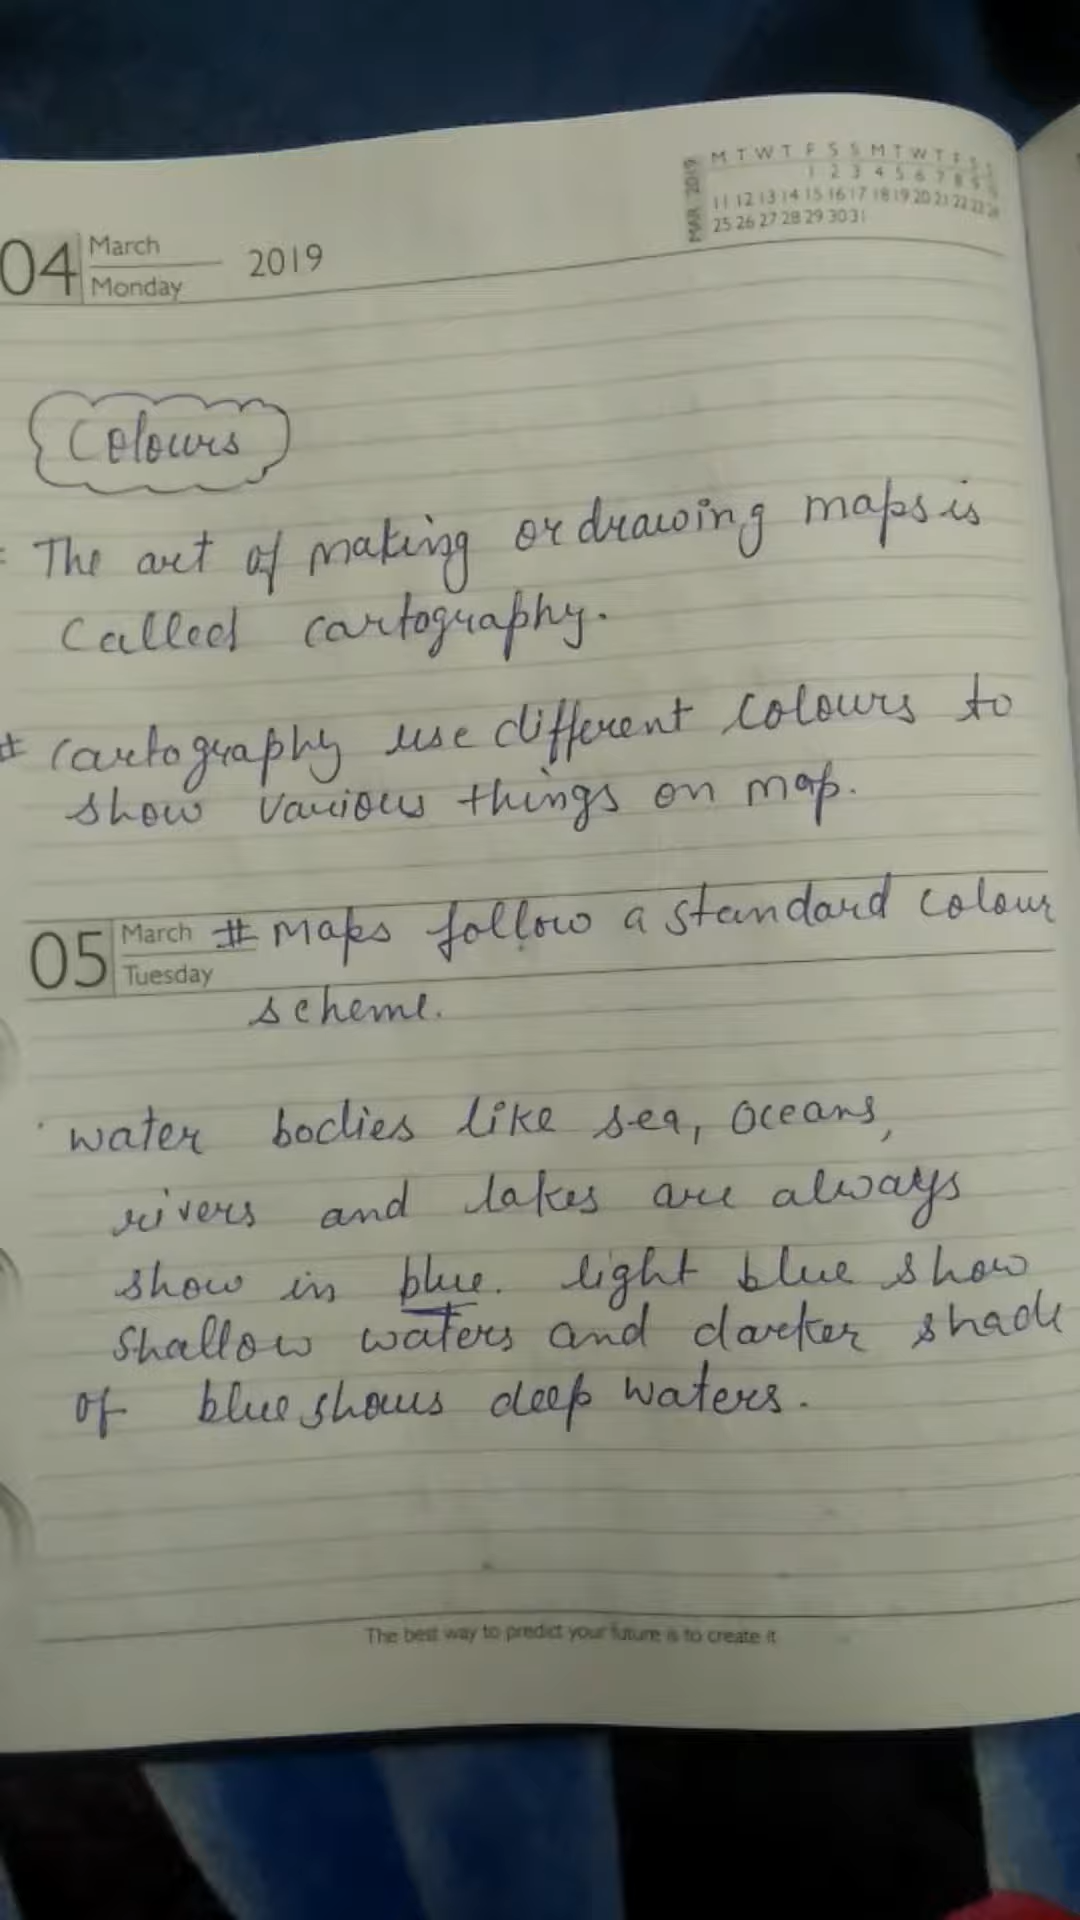 MAR 2019
M T W T F S S M T W T F S S
1 2 3 4 5 6 7 8 9 10
11 12 13 14 15 16 17 18 19 20 21 22 23 24
25 26 27 28 29 30 31
04 March 2019
Monday
Colours
# The art of making or drawing maps is
Called cartography.
# Cartography use different colours to
show various things on map.
05 March # Maps follow a standard colour
Tuesday
scheme.
water bodies like sea, oceans,
rivers and lakes are always
show in blue. light blue show
Shallow waters and darker shade
of blue shows deep waters.
The best way to predict your future is to create it